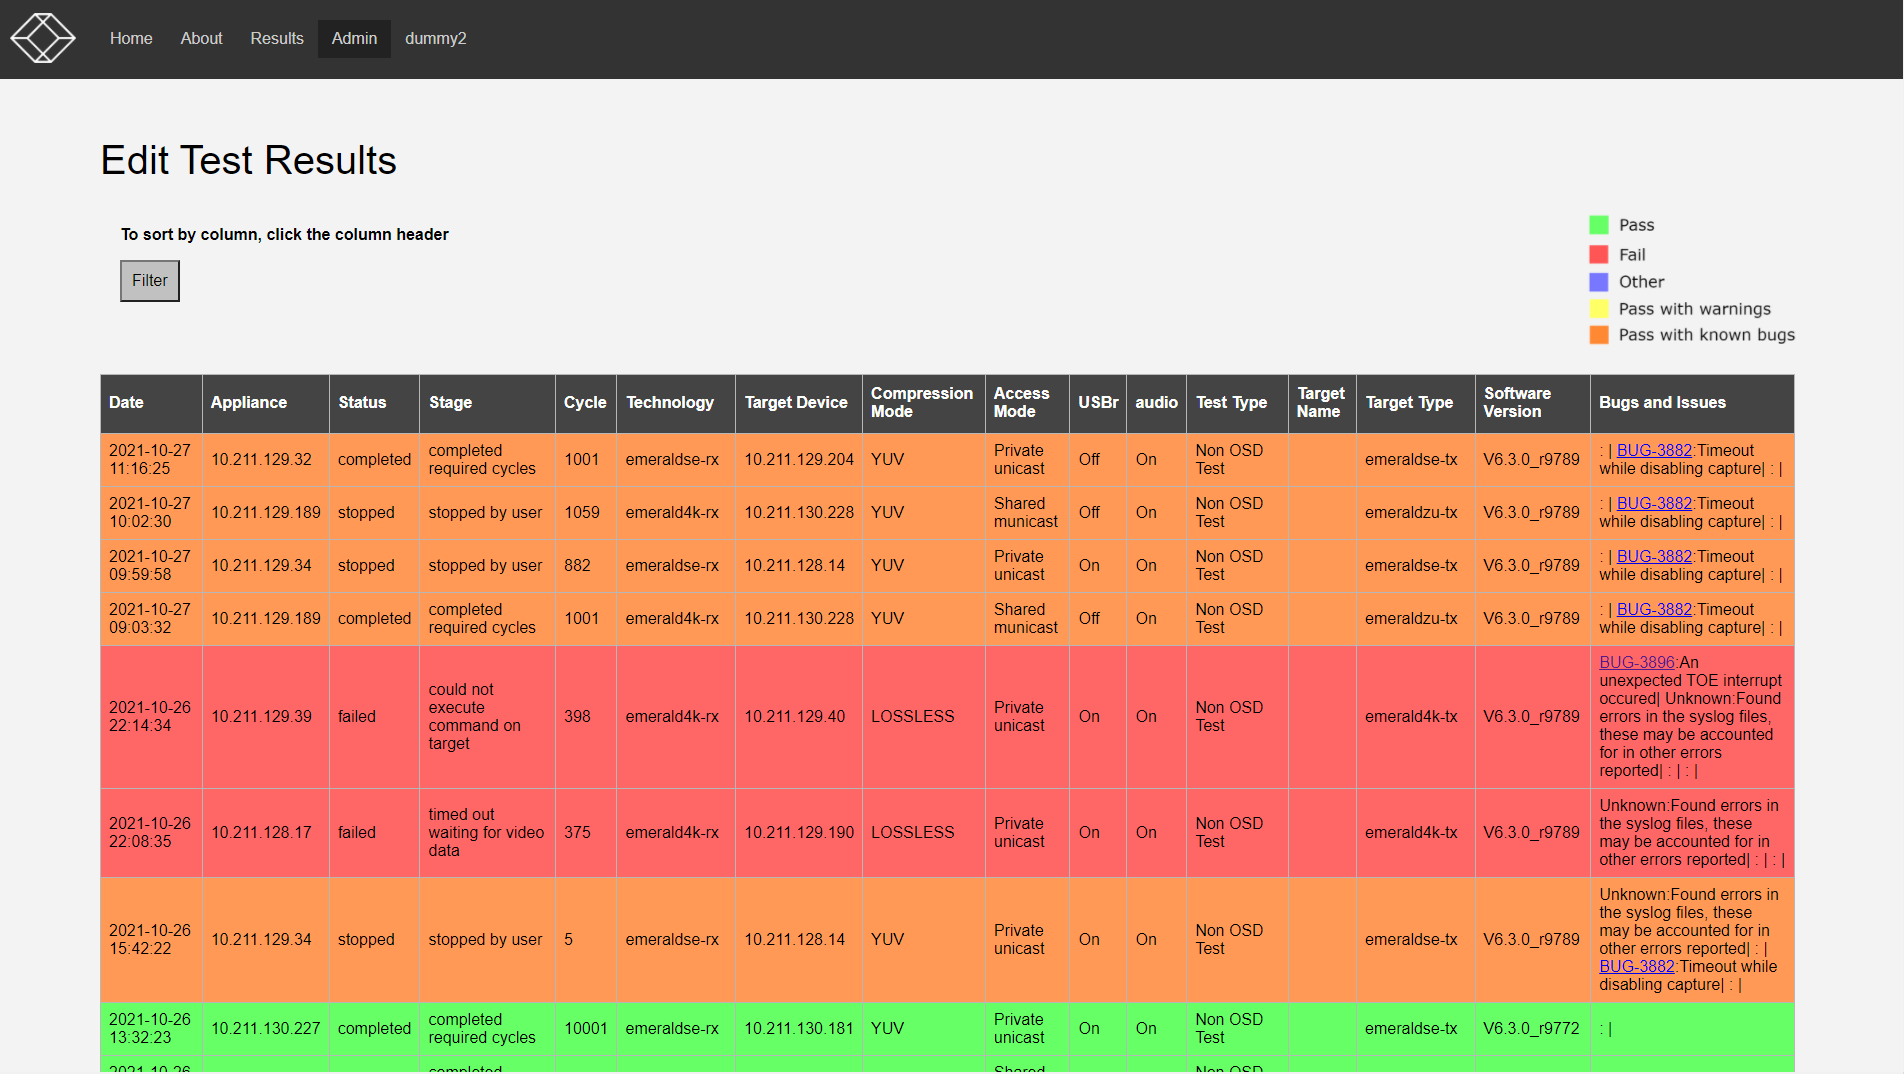 Home About Results Admin dummy2
Edit Test Results
To sort by column, click the column header
Filter
Pass
Fail
Other
Pass with warnings
Pass with known bugs
Date Appliance Status Stage Cycle Technology Target Device Compression Mode Access Mode USBr audio Test Type Target Name Target Type Software Version Bugs and Issues
2021-10-27 11:16:25 10.211.129.32 completed completed required cycles 1001 emeraldse-rx 10.211.129.204 YUV Private unicast Off On Non OSD Test emeraldse-tx V6.3.0_r9789 : | BUG-3882:Timeout while disabling capture| : |
2021-10-27 10:02:30 10.211.129.189 stopped stopped by user 1059 emerald4k-rx 10.211.130.228 YUV Shared municast Off On Non OSD Test emeraldzu-tx V6.3.0_r9789 : | BUG-3882:Timeout while disabling capture| : |
2021-10-27 09:59:58 10.211.129.34 stopped stopped by user 882 emeraldse-rx 10.211.128.14 YUV Private unicast On On Non OSD Test emeraldse-tx V6.3.0_r9789 : | BUG-3882:Timeout while disabling capture| : |
2021-10-27 09:03:32 10.211.129.189 completed completed required cycles 1001 emerald4k-rx 10.211.130.228 YUV Shared municast Off On Non OSD Test emeraldzu-tx V6.3.0_r9789 : | BUG-3882:Timeout while disabling capture| : |
2021-10-26 22:14:34 10.211.129.39 failed could not execute command on target 398 emerald4k-rx 10.211.129.40 LOSSLESS Private unicast On On Non OSD Test emerald4k-tx V6.3.0_r9789 BUG-3896:An unexpected TOE interrupt occured| Unknown:Found errors in the syslog files, these may be accounted for in other errors reported| : | : |
2021-10-26 22:08:35 10.211.128.17 failed timed out waiting for video data 375 emerald4k-rx 10.211.129.190 LOSSLESS Private unicast On On Non OSD Test emerald4k-tx V6.3.0_r9789 Unknown:Found errors in the syslog files, these may be accounted for in other errors reported| : | : |
2021-10-26 15:42:22 10.211.129.34 stopped stopped by user 5 emeraldse-rx 10.211.128.14 YUV Private unicast On On Non OSD Test emeraldse-tx V6.3.0_r9789 Unknown:Found errors in the syslog files, these may be accounted for in other errors reported| : | BUG-3882:Timeout while disabling capture| : |
2021-10-26 13:32:23 10.211.130.227 completed completed required cycles 10001 emeraldse-rx 10.211.130.181 YUV Private unicast On On Non OSD Test emeraldse-tx V6.3.0_r9772 : |
2021-10-26 completed Shared Non OSD